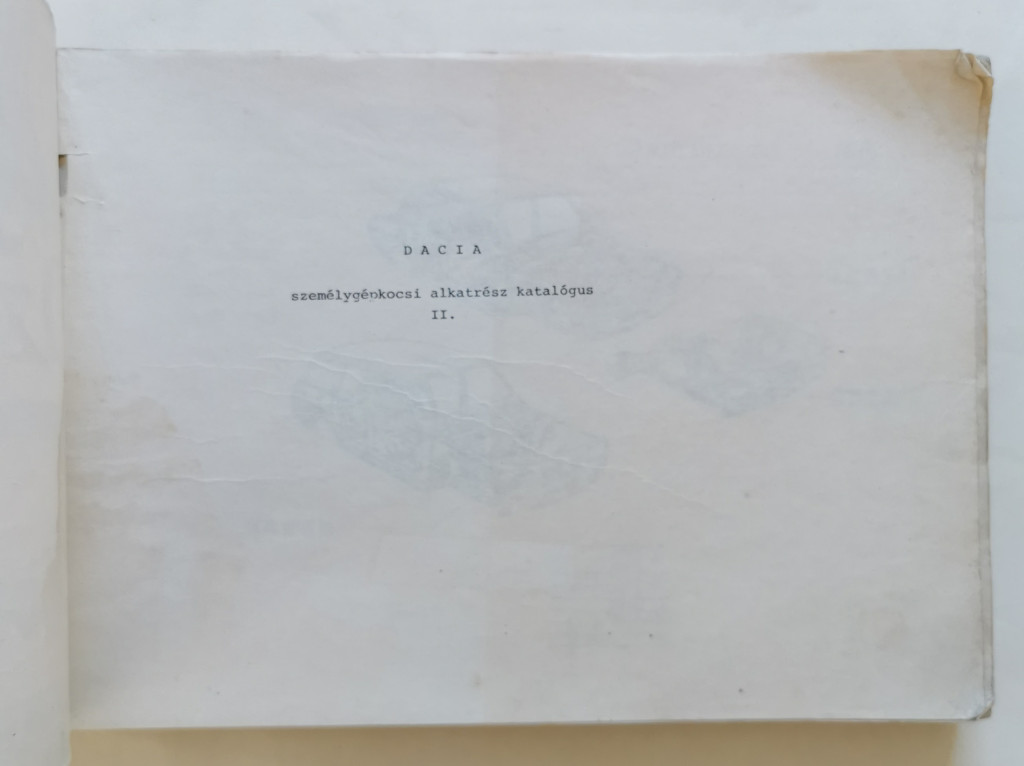 D A C I A
személygépkocsi alkatrész katalógus
II.